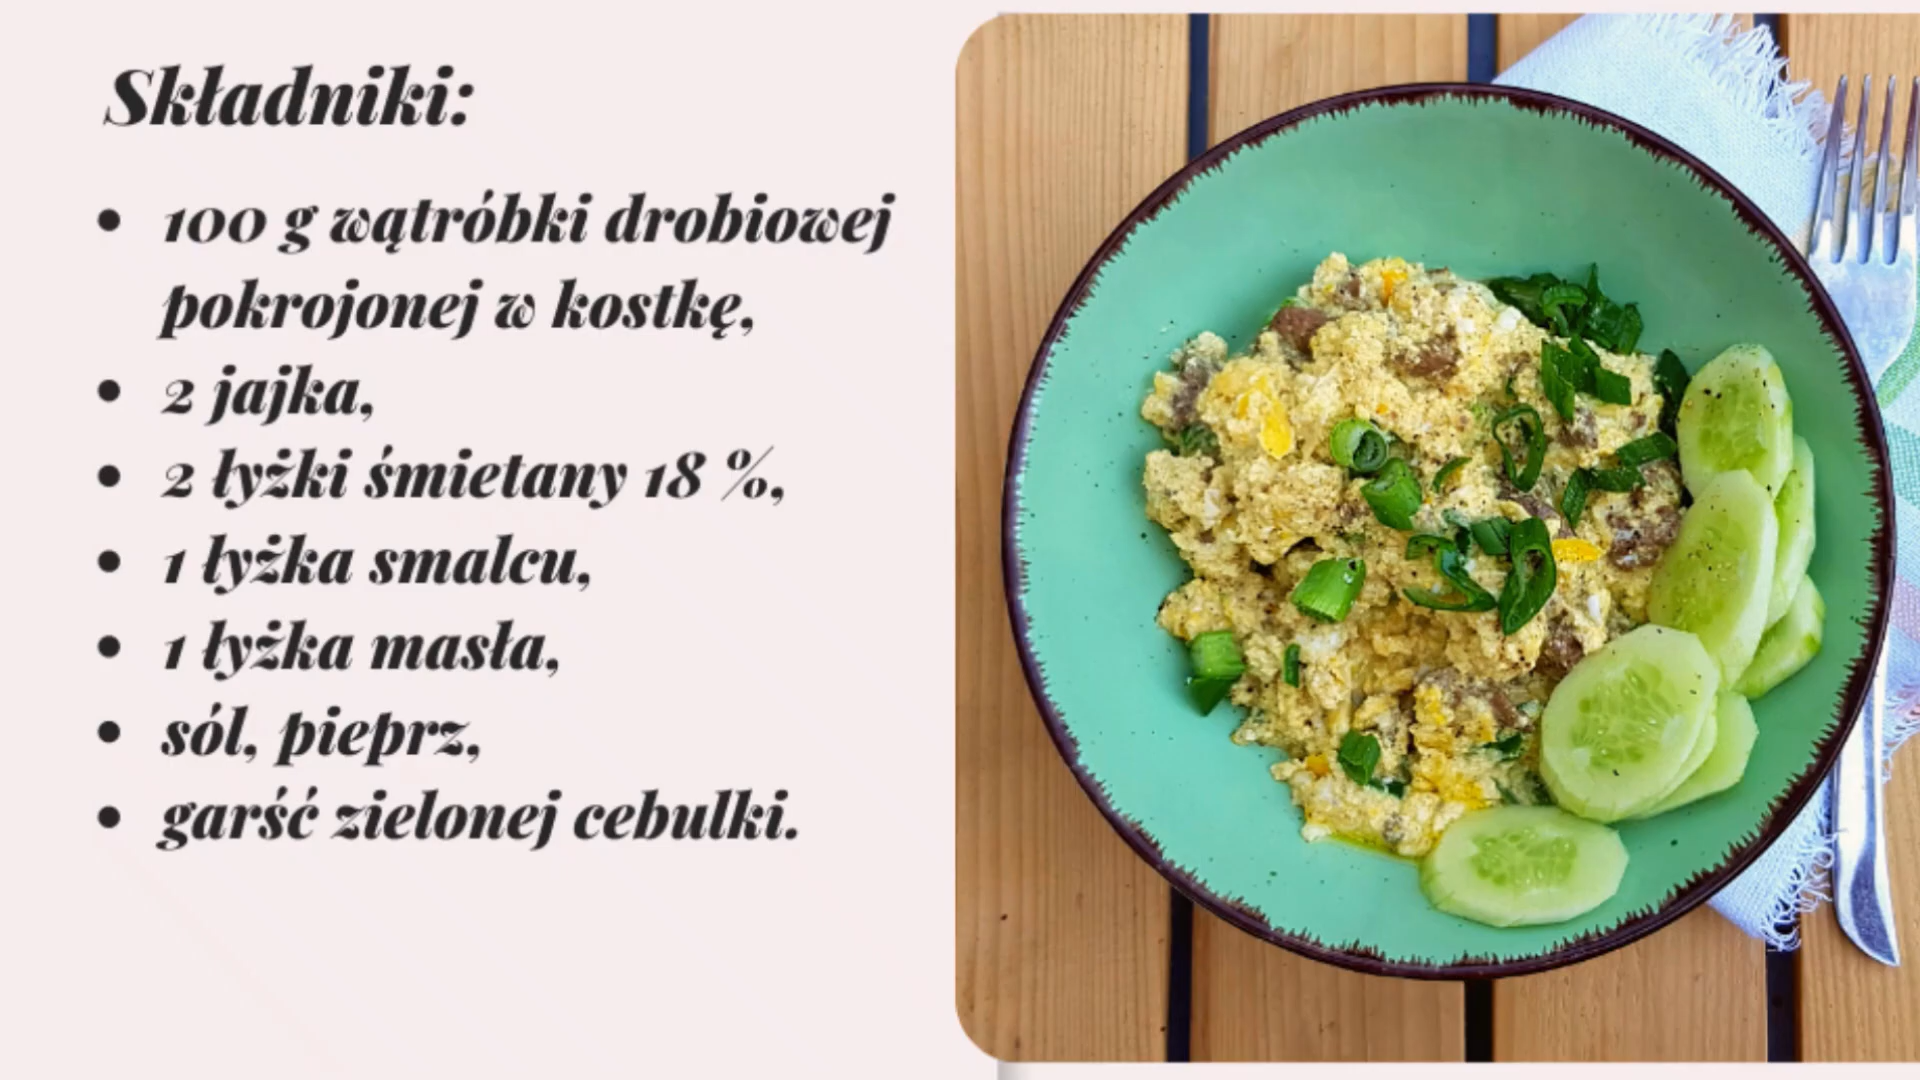 Składniki:
• 100 g wątróbki drobiowej
pokrojonej w kostkę,
• 2 jajka,
• 2 łyżki śmietany 18 %,
• 1 łyżka smalcu,
• 1 łyżka masła,
• sól, pieprz,
• garść zielonej cebulki.